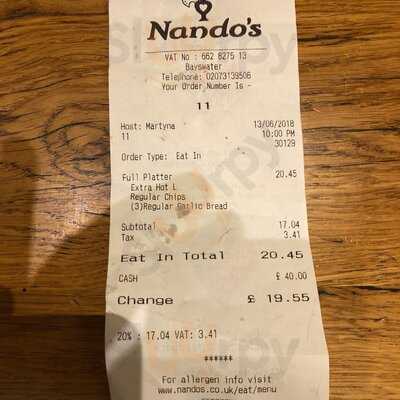 Nando's
VAT No : 662 8275 13
Bayswater
Telephone: 02073139506
Your Order Number Is -
11
Host: Martyna 13/06/2018
11 10:00 PM
30129
Order Type: Eat In
Full Platter 20.45
Extra Hot L
Regular Chips
(3)Regular Garlic Bread
Subtotal 17.04
Tax 3.41
Eat In Total 20.45
CASH £ 40.00
Change £ 19.55
20% : 17.04 VAT: 3.41
******
For allergen info visit
www.nandos.co.uk/eat/menu